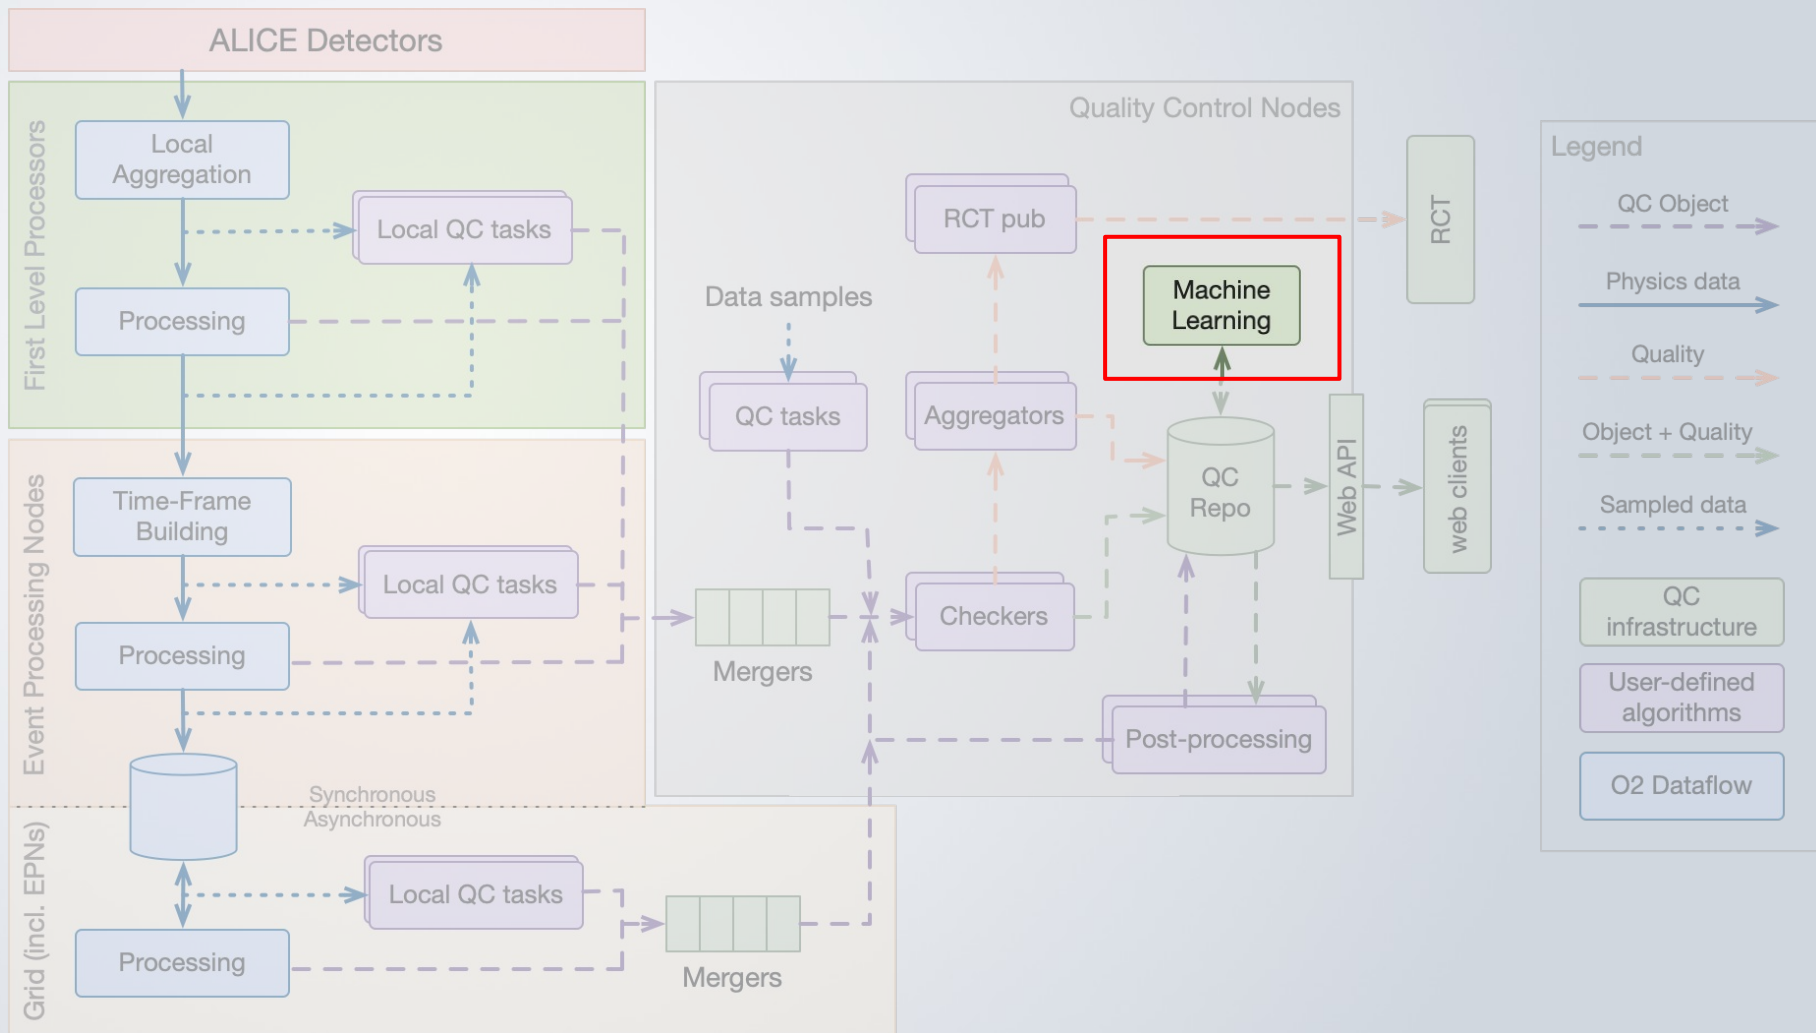 ALICE Detectors
First Level Processors
Local
Aggregation
Local QC tasks
Processing
Event Processing Nodes
Time-Frame
Building
Local QC tasks
Processing
Synchronous
Asynchronous
Grid (incl. EPNs)
Local QC tasks
Processing
Mergers
Quality Control Nodes
RCT pub
RCT
Machine
Learning
Data samples
QC tasks
Aggregators
QC
Repo
Web API
web clients
Mergers
Checkers
Post-processing
Legend
QC Object
Physics data
Quality
Object + Quality
Sampled data
QC
infrastructure
User-defined
algorithms
O2 Dataflow